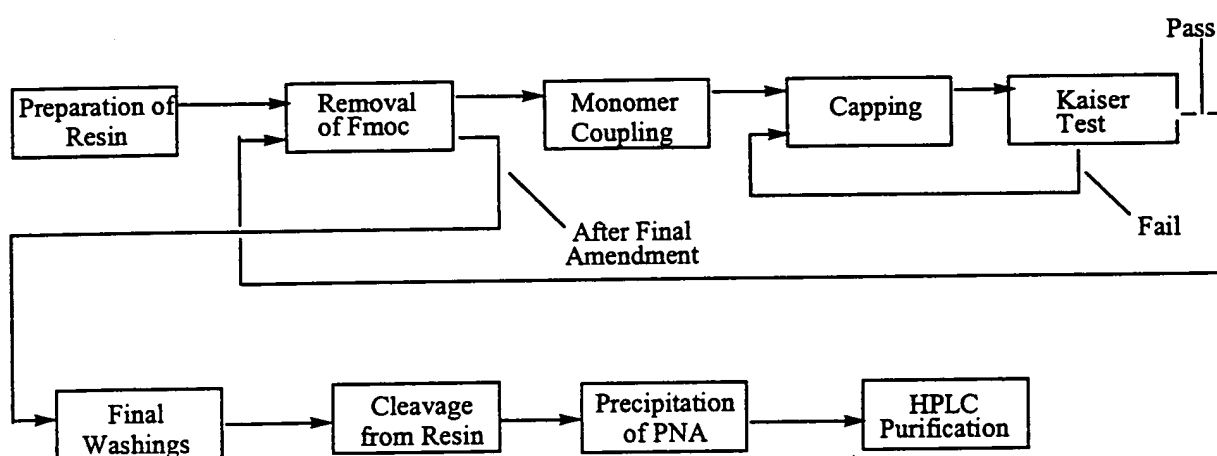 Pass
Preparation of
Resin
Removal
of Fmoc
Monomer
Coupling
Capping
Kaiser
Test
After Final
Amendment
Fail
Final
Washings
Cleavage
from Resin
Precipitation
of PNA
HPLC
Purification